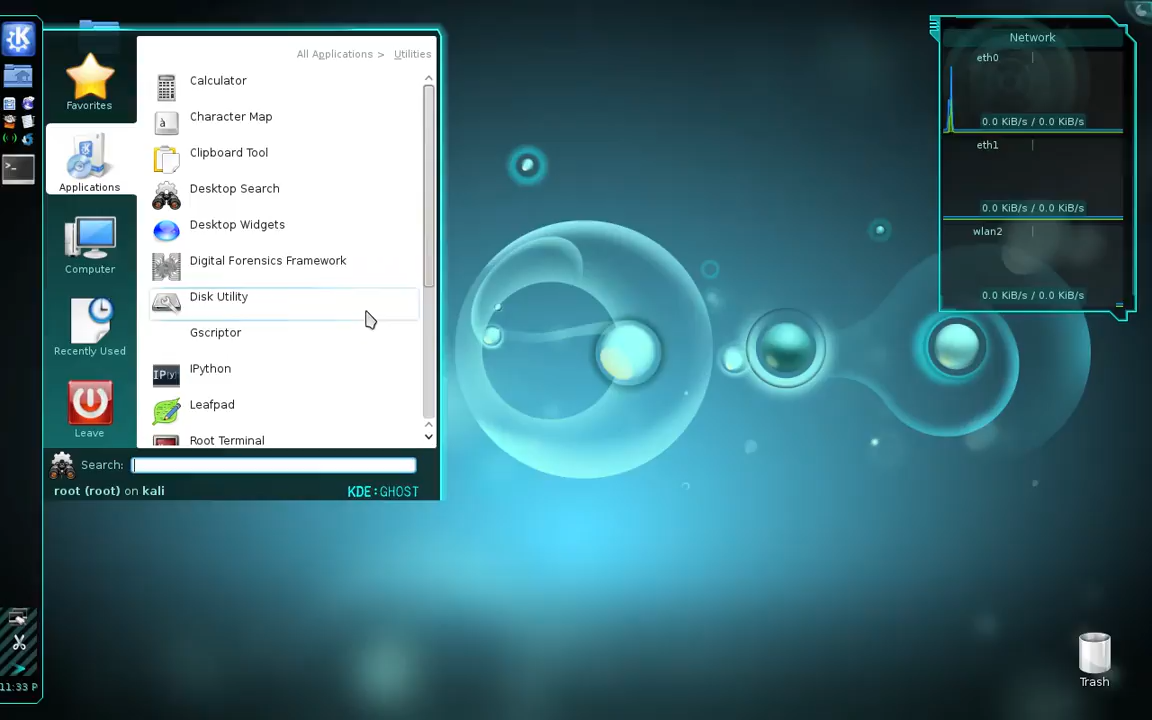 All Applications > Utilities
Favorites
Applications
Computer
Recently Used
Leave
Calculator
Character Map
Clipboard Tool
Desktop Search
Desktop Widgets
Digital Forensics Framework
Disk Utility
Gscriptor
IPython
Leafpad
Root Terminal
Search:
root (root) on kali
KDE:GHOST
Network
eth0
0.0 KiB/s / 0.0 KiB/s
eth1
0.0 KiB/s / 0.0 KiB/s
wlan2
0.0 KiB/s / 0.0 KiB/s
11:33 P
Trash